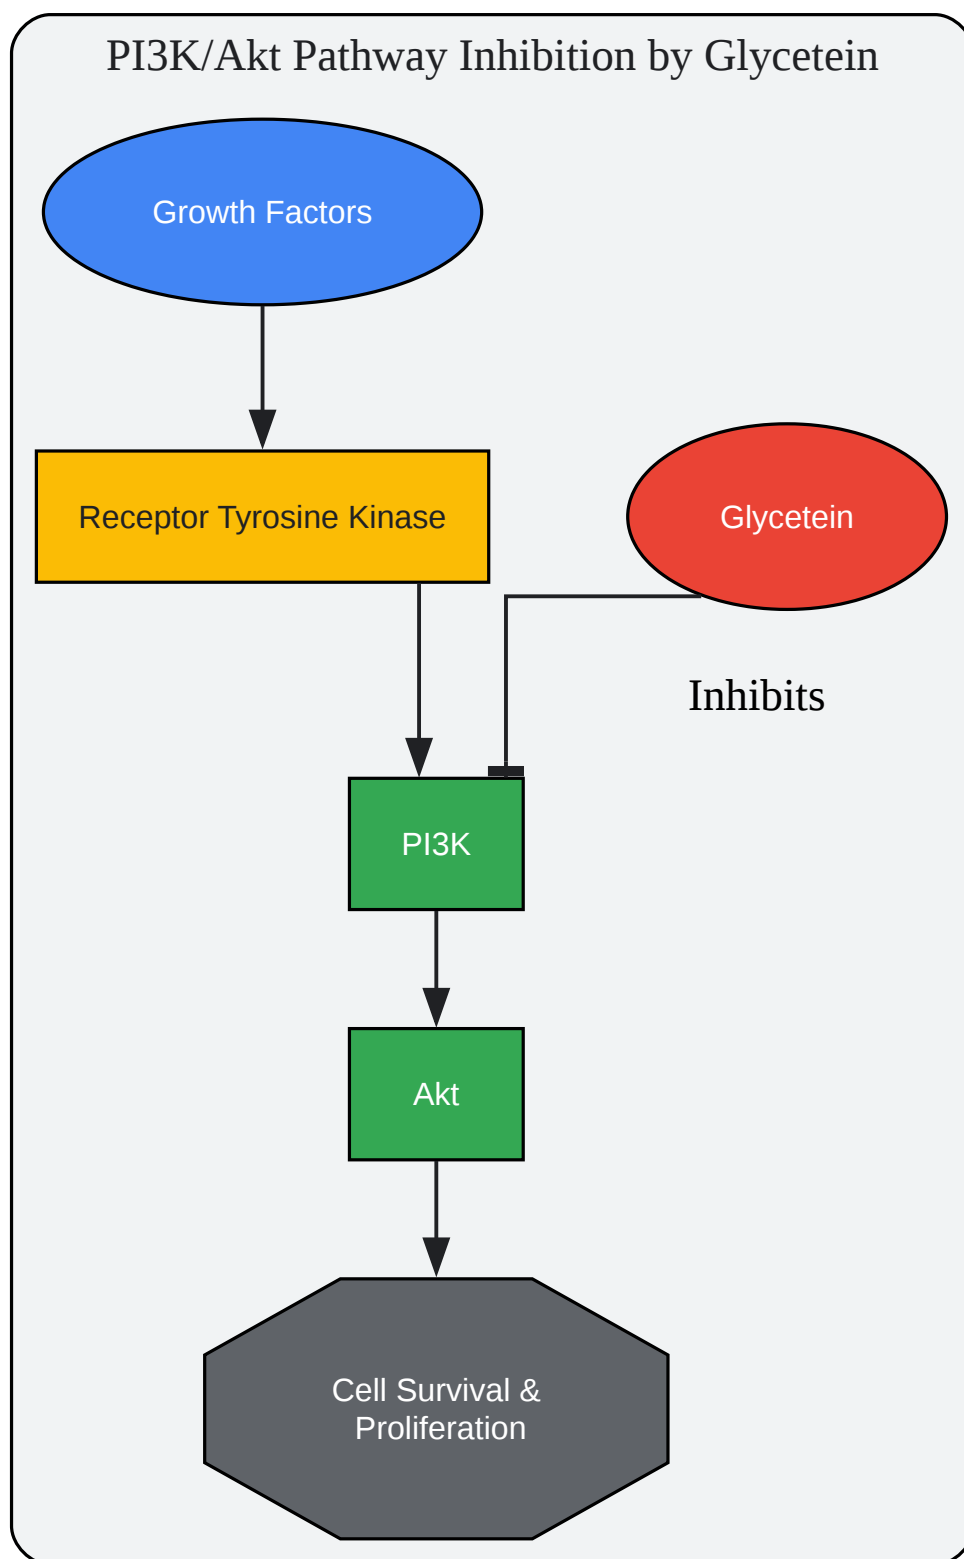 PI3K/Akt Pathway Inhibition by Glycetein
Growth Factors
Receptor Tyrosine Kinase
Glycetein
Inhibits
PI3K
Akt
Cell Survival &
Proliferation